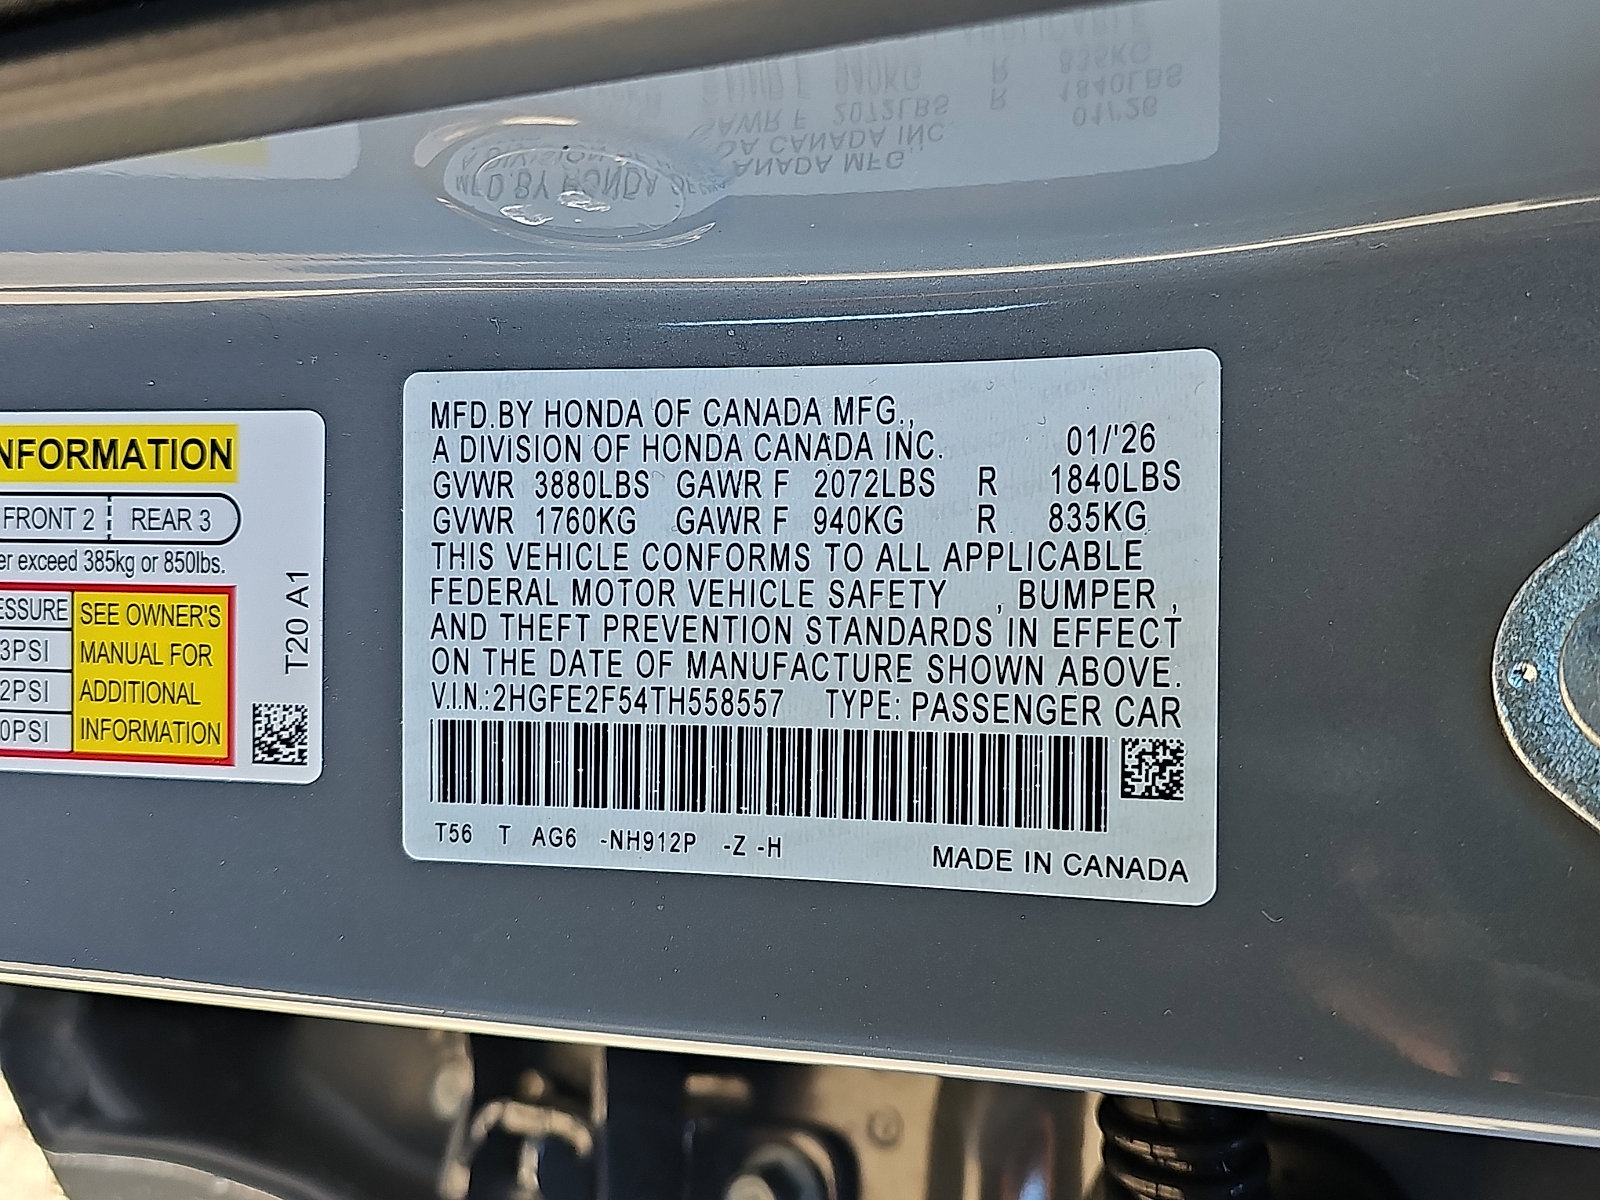 NFORMATION
FRONT 2 REAR 3
er exceed 385kg or 850lbs.
ESSURE SEE OWNER'S
3PSI MANUAL FOR
2PSI ADDITIONAL
0PSI INFORMATION
T20 A1
MFD.BY HONDA OF CANADA MFG.,
A DIVISION OF HONDA CANADA INC. 01/'26
GVWR 3880LBS GAWR F 2072LBS R 1840LBS
GVWR 1760KG GAWR F 940KG R 835KG
THIS VEHICLE CONFORMS TO ALL APPLICABLE
FEDERAL MOTOR VEHICLE SAFETY , BUMPER ,
AND THEFT PREVENTION STANDARDS IN EFFECT
ON THE DATE OF MANUFACTURE SHOWN ABOVE.
V.I.N.:2HGFE2F54TH558557 TYPE: PASSENGER CAR
T56 T AG6 -NH912P -Z -H
MADE IN CANADA